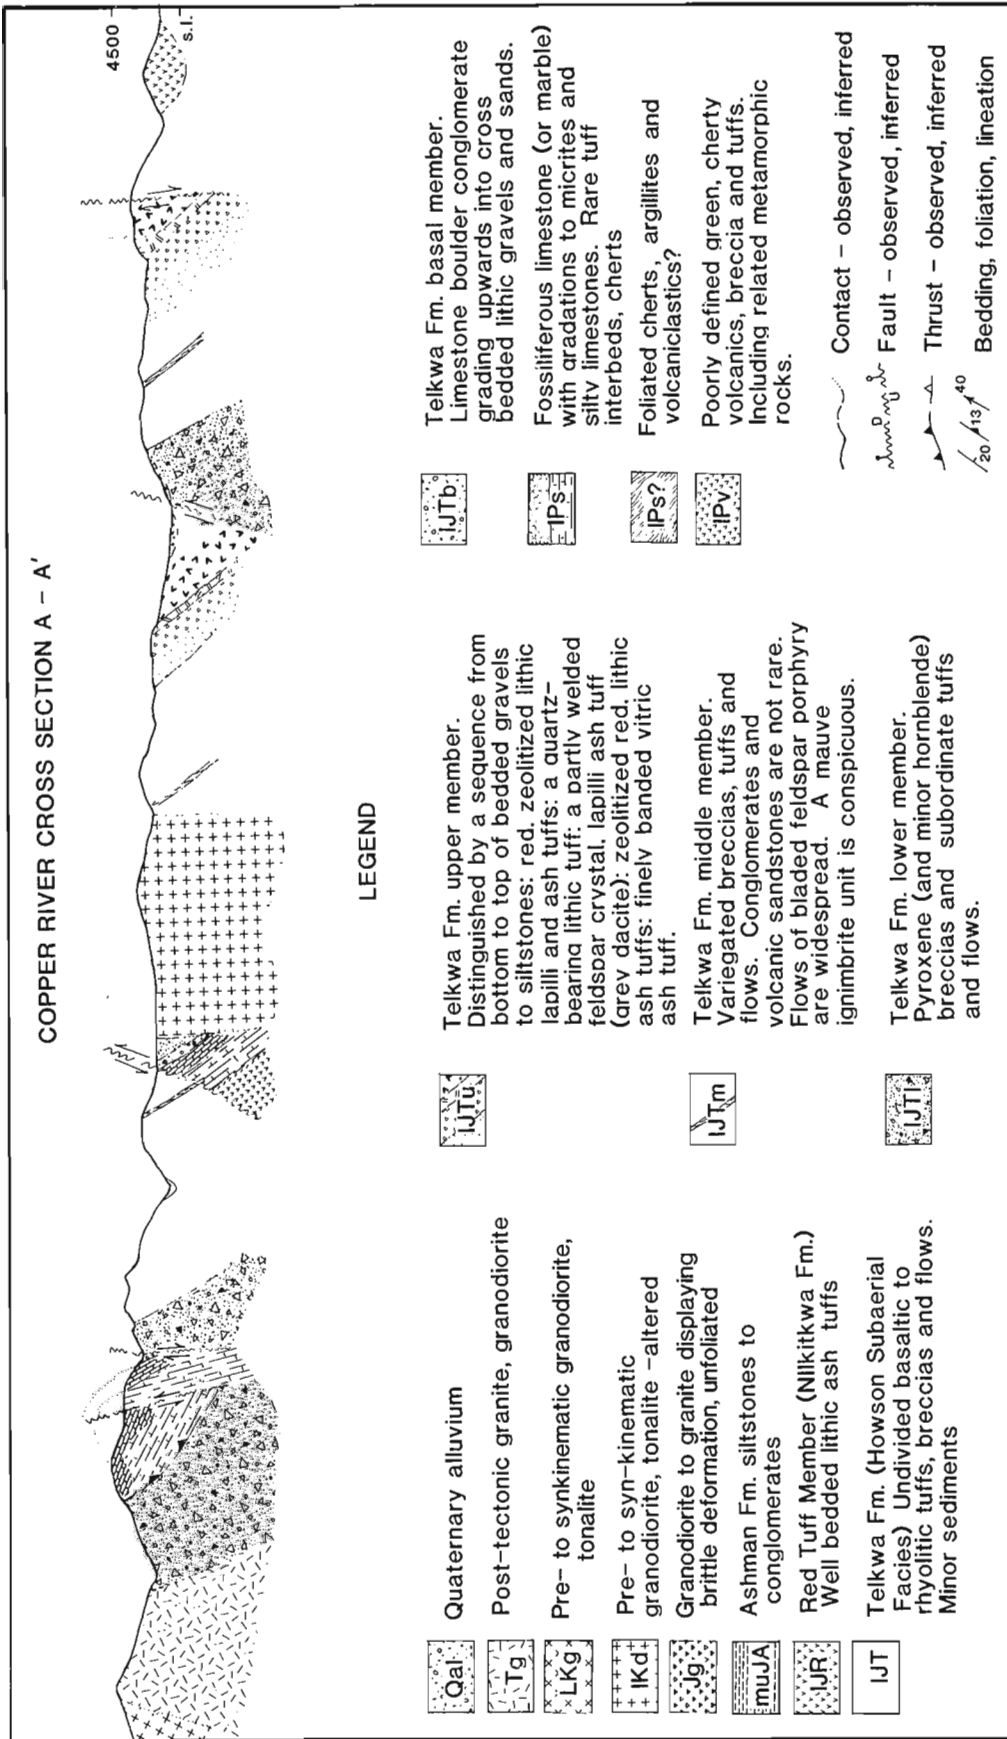 COPPER RIVER CROSS SECTION A - A'
4500
s.l.
LEGEND
Qal
Quaternary alluvium
Tg
Post-tectonic granite, granodiorite
LKg
Pre- to synkinematic granodiorite,
tonalite
lKd
Pre- to syn-kinematic
granodiorite, tonalite -altered
Jg
Granodiorite to granite displaying
brittle deformation, unfoliated
muJA
Ashman Fm. siltstones to
conglomerates
lJR
Red Tuff Member (Nilkitkwa Fm.)
Well bedded lithic ash tuffs
lJT
Telkwa Fm. (Howson Subaerial
Facies) Undivided basaltic to
rhyolitic tuffs, breccias and flows.
Minor sediments
lJTu
Telkwa Fm. upper member.
Distinguished by a sequence from
bottom to top of bedded gravels
to siltstones: red, zeolitized lithic
lapilli and ash tuffs: a quartz-
bearing lithic tuff: a partly welded
feldspar crystal, lapilli ash tuff
(grey dacite): zeolitized red, lithic
ash tuffs: finely banded vitric
ash tuff.
lJTm
Telkwa Fm. middle member.
Variegated breccias, tuffs and
flows. Conglomerates and
volcanic sandstones are not rare.
Flows of bladed feldspar porphyry
are widespread. A mauve
ignimbrite unit is conspicuous.
lJTl
Telkwa Fm. lower member.
Pyroxene (and minor hornblende)
breccias and subordinate tuffs
and flows.
lJTb
Telkwa Fm. basal member.
Limestone boulder conglomerate
grading upwards into cross
bedded lithic gravels and sands.
lPs
Fossiliferous limestone (or marble)
with gradations to micrites and
silty limestones. Rare tuff
interbeds, cherts
lPs?
Foliated cherts, argillites and
volcaniclastics?
lPv
Poorly defined green, cherty
volcanics, breccia and tuffs.
Including related metamorphic
rocks.
Contact - observed, inferred
D
Fault - observed, inferred
Thrust - observed, inferred
20 13 40
Bedding, foliation, lineation